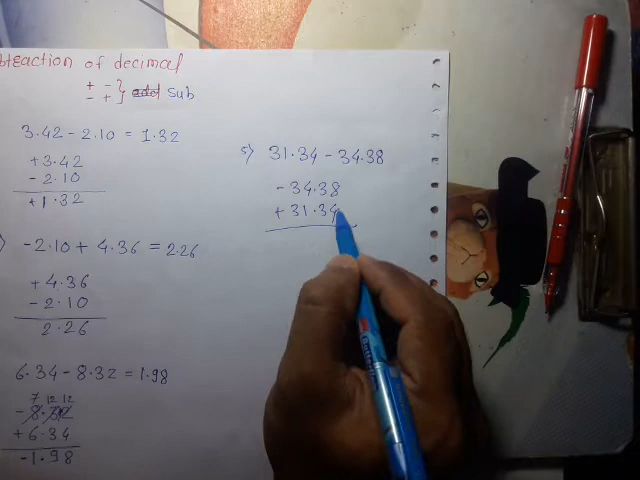 btraction of decimal
+ -
- + } sub
3.42 - 2.10 = 1.32
+3.42
- 2.10
+1.32
) -2.10 + 4.36 = 2.26
+4.36
- 2.10
2.26
6.34 - 8.32 = 1.98
7 12 12
- 8.32
+6.34
-1.98
5) 31.34 - 34.38
- 34.38
+ 31.34